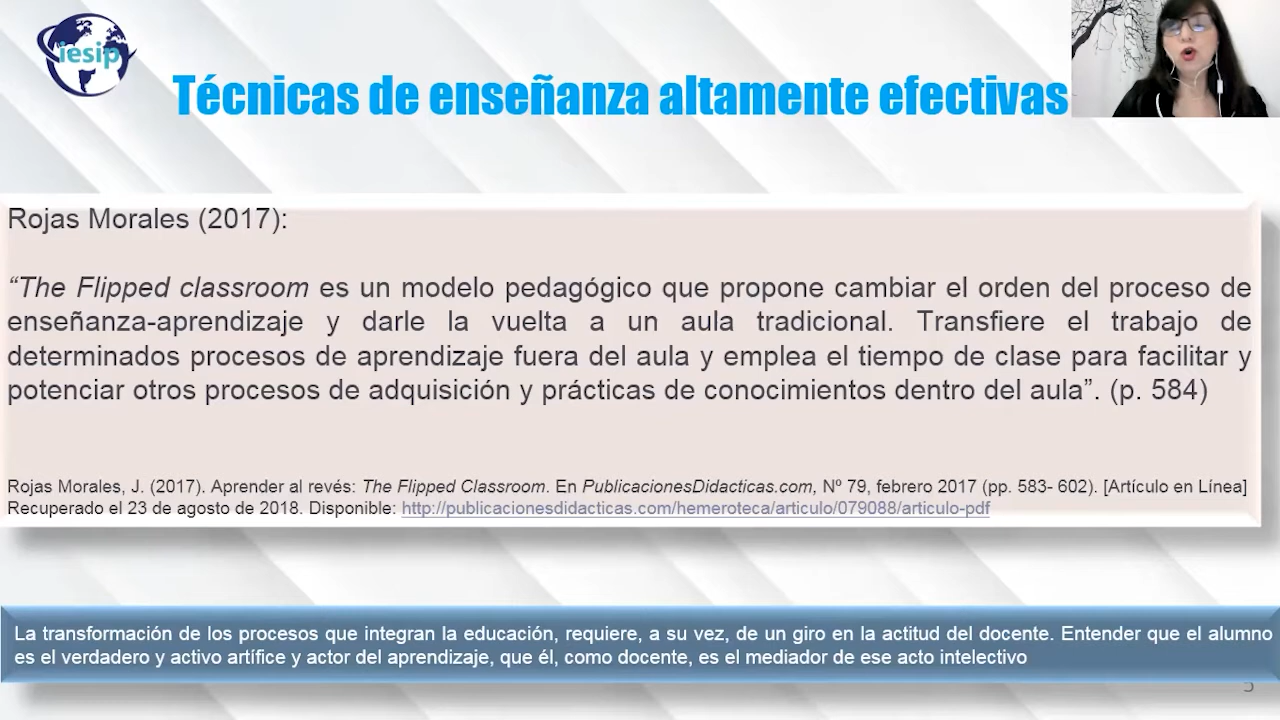 iesip
Técnicas de enseñanza altamente efectivas
Rojas Morales (2017):
“The Flipped classroom es un modelo pedagógico que propone cambiar el orden del proceso de
enseñanza-aprendizaje y darle la vuelta a un aula tradicional. Transfiere el trabajo de
determinados procesos de aprendizaje fuera del aula y emplea el tiempo de clase para facilitar y
potenciar otros procesos de adquisición y prácticas de conocimientos dentro del aula”. (p. 584)
Rojas Morales, J. (2017). Aprender al revés: The Flipped Classroom. En PublicacionesDidacticas.com, Nº 79, febrero 2017 (pp. 583- 602). [Artículo en Línea]
Recuperado el 23 de agosto de 2018. Disponible: http://publicacionesdidacticas.com/hemeroteca/articulo/079088/articulo-pdf
La transformación de los procesos que integran la educación, requiere, a su vez, de un giro en la actitud del docente. Entender que el alumno
es el verdadero y activo artífice y actor del aprendizaje, que él, como docente, es el mediador de ese acto intelectivo
5